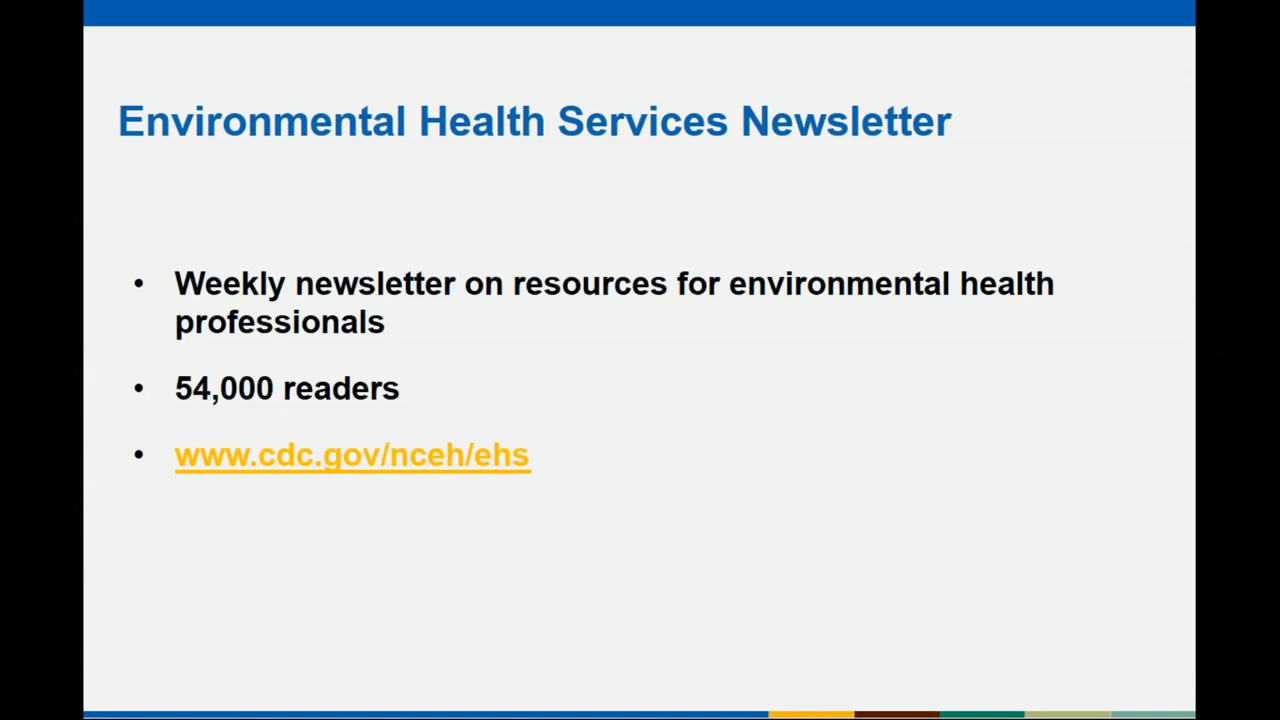 Environmental Health Services Newsletter
• Weekly newsletter on resources for environmental health
professionals
• 54,000 readers
• www.cdc.gov/nceh/ehs